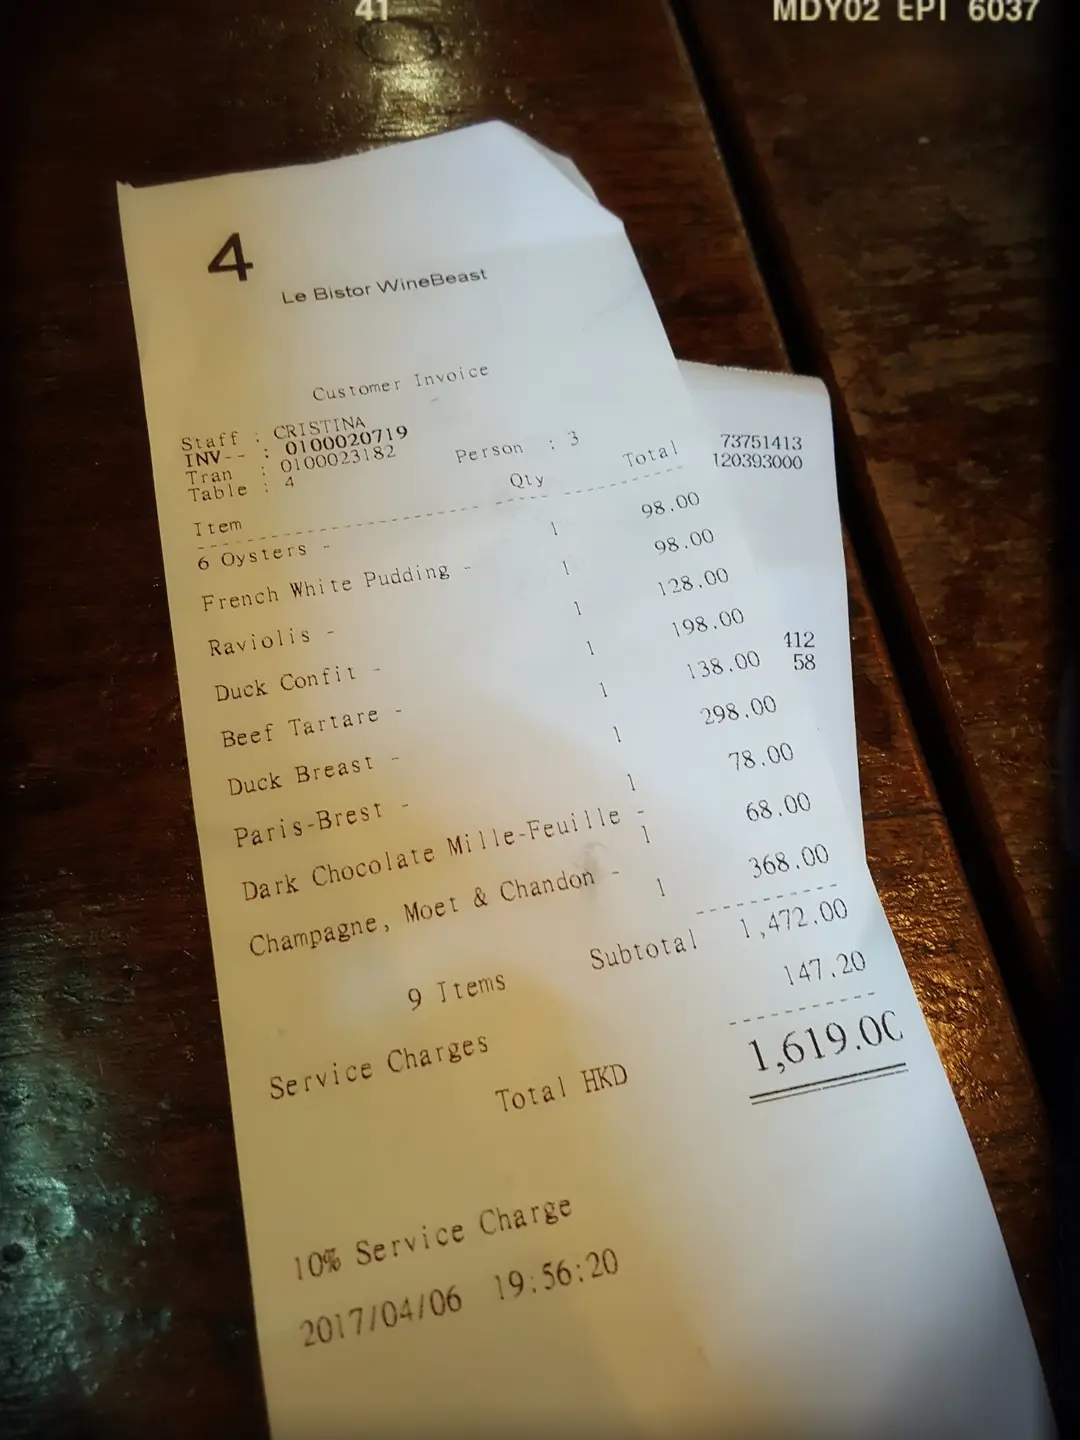 41
MDY02 EPI 6037
4
Le Bistor WineBeast
Customer Invoice
Staff : CRISTINA
INV-- : 0100020719
Tran : 0100023182
Table : 4 Person : 3
Item Qty Total
6 Oysters - 1 98.00
French White Pudding - 1 98.00
Raviolis - 1 128.00
Duck Confit - 1 198.00
Beef Tartare - 1 138.00
Duck Breast - 1 298.00
Paris-Brest - 1 78.00
Dark Chocolate Mille-Feuille - 1 68.00
Champagne, Moet & Chandon - 1 368.00
9 Items Subtotal 1,472.00
Service Charges 147.20
Total HKD 1,619.00
10% Service Charge
2017/04/06 19:56:20
73751413
120393000
412
58